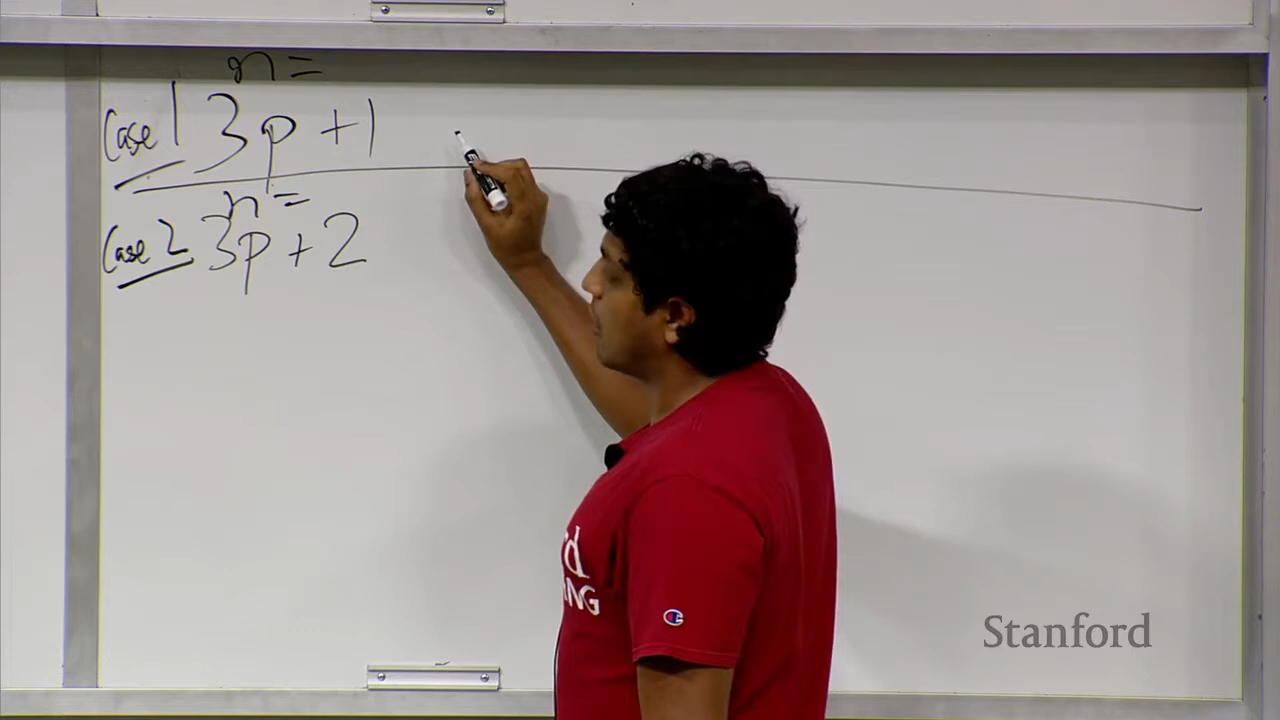 n =
Case 1 3p + 1
n =
Case 2 3p + 2
Stanford